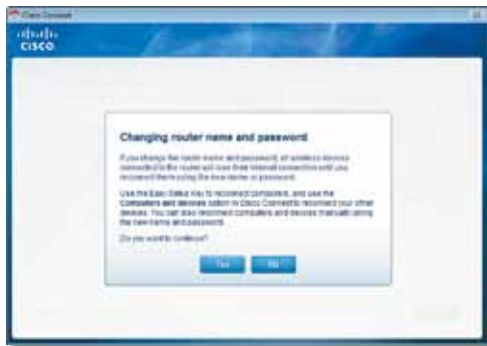 Cisco Connect
CISCO
Changing router name and password
If you change the router name and password, all wireless devices
connected to the router will lose their Internet connection until you
reconnect them using the new name or password.
Use the Easy Setup Key to reconnect computers, and use the
Computers and devices option in Cisco Connect to reconnect your other
devices. You can also reconnect computers and devices manually using
the new name and password.
Do you want to continue?
Yes No